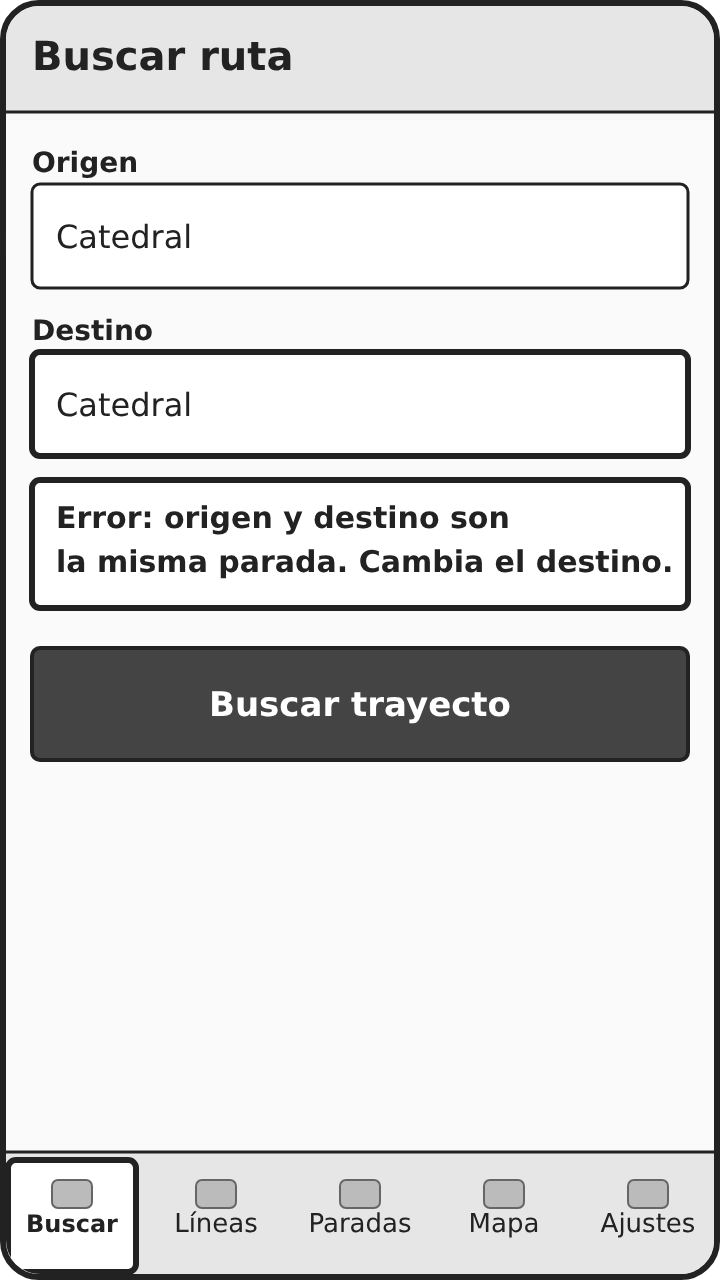 Buscar ruta
Origen
Catedral
Destino
Catedral
Error: origen y destino son
la misma parada. Cambia el destino.
Buscar trayecto
Buscar
Líneas
Paradas
Mapa
Ajustes